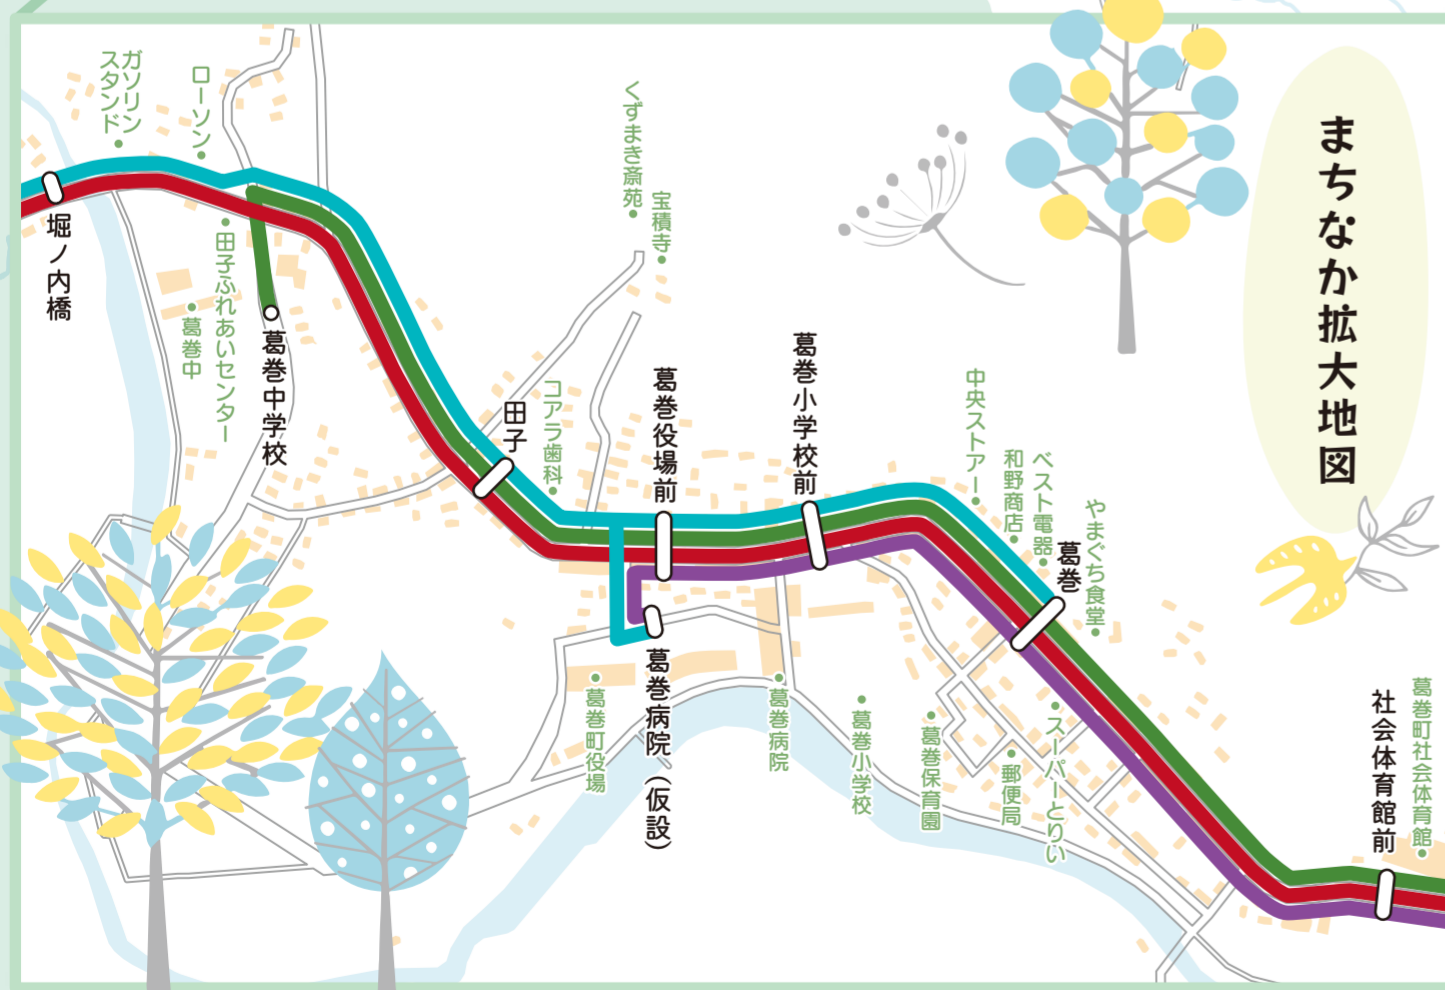 まちなか拡大地図
ガソリン
スタンド
ローソン
堀ノ内橋
田子ふれあいセンター
葛巻中
葛巻中学校
くずまき斎苑
宝積寺
田子
コアラ歯科
葛巻役場前
葛巻小学校前
中央ストアー
和野商店
ベスト電器
葛巻
やまぐち食堂
葛巻町役場
葛巻病院（仮設）
葛巻病院
葛巻小学校
葛巻保育園
郵便局
スーパーとりい
社会体育館前
葛巻町社会体育館